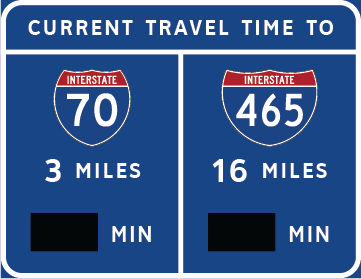 CURRENT TRAVEL TIME TO
INTERSTATE
70
3 MILES
MIN
INTERSTATE
465
16 MILES
MIN